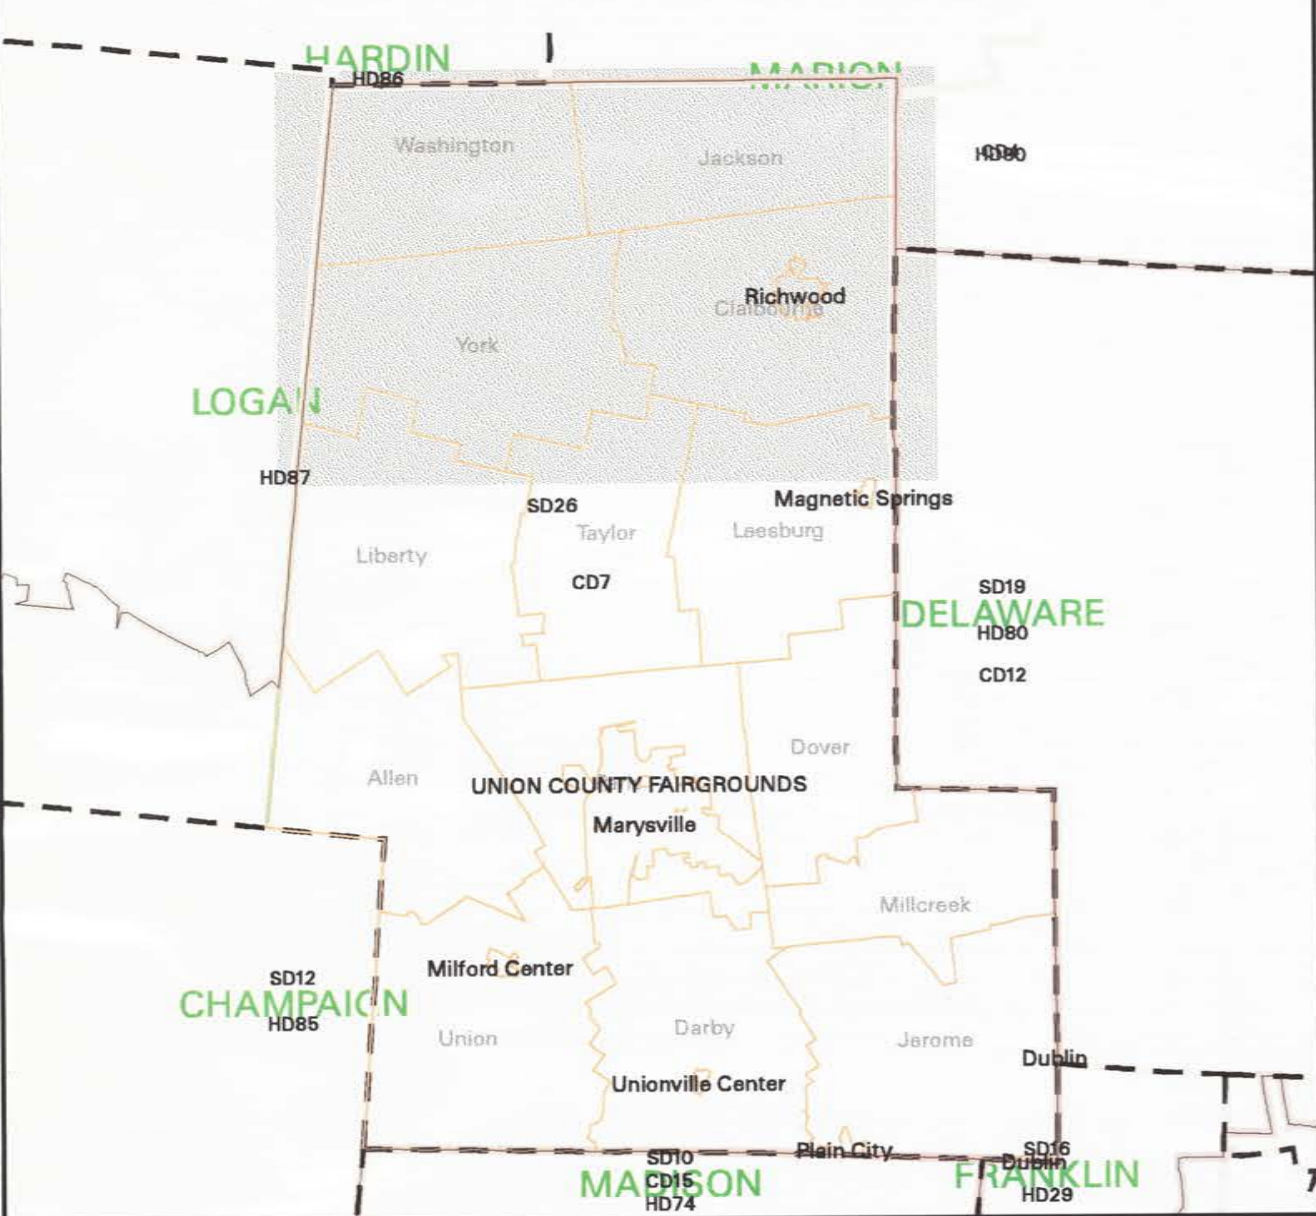 HARDIN
MARION
HD86
Washington
Jackson
CD4
HD80
Richwood
Claibourne
York
LOGAN
HD87
SD26
Magnetic Springs
Taylor
Leesburg
Liberty
CD7
SD19
DELAWARE
HD80
CD12
Dover
Allen
UNION COUNTY FAIRGROUNDS
Marysville
Millcreek
Milford Center
SD12
CHAMPAIGN
HD85
Union
Darby
Jerome
Dublin
Unionville Center
Plain City
SD10
SD16
Dublin
MADISON
CD15
FRANKLIN
HD74
HD29